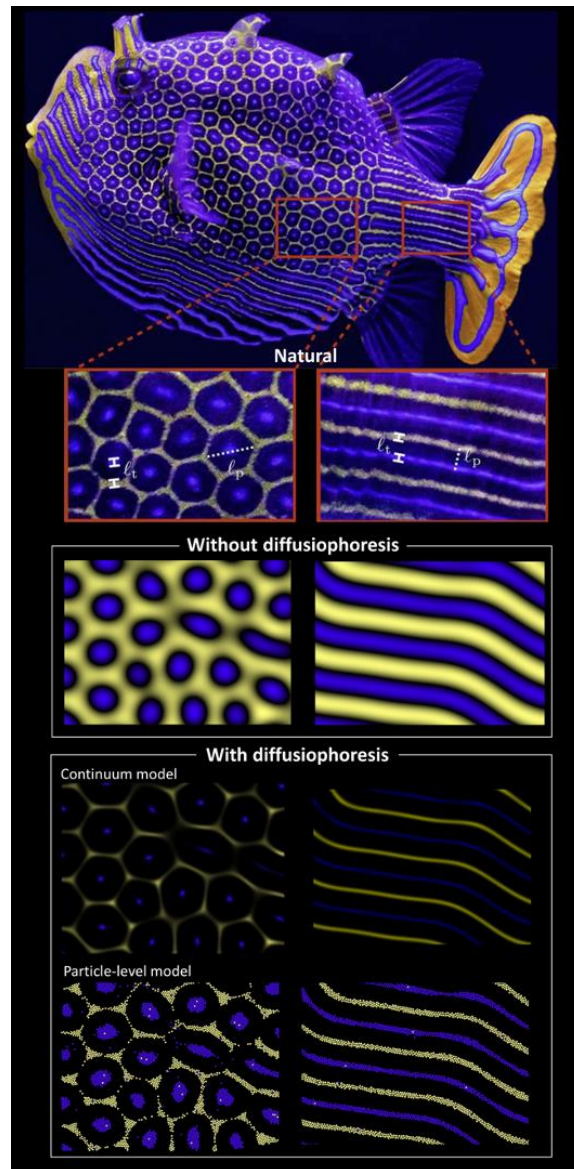 Natural
ℓt
ℓp
ℓt
ℓp
Without diffusiophoresis
With diffusiophoresis
Continuum model
Particle-level model